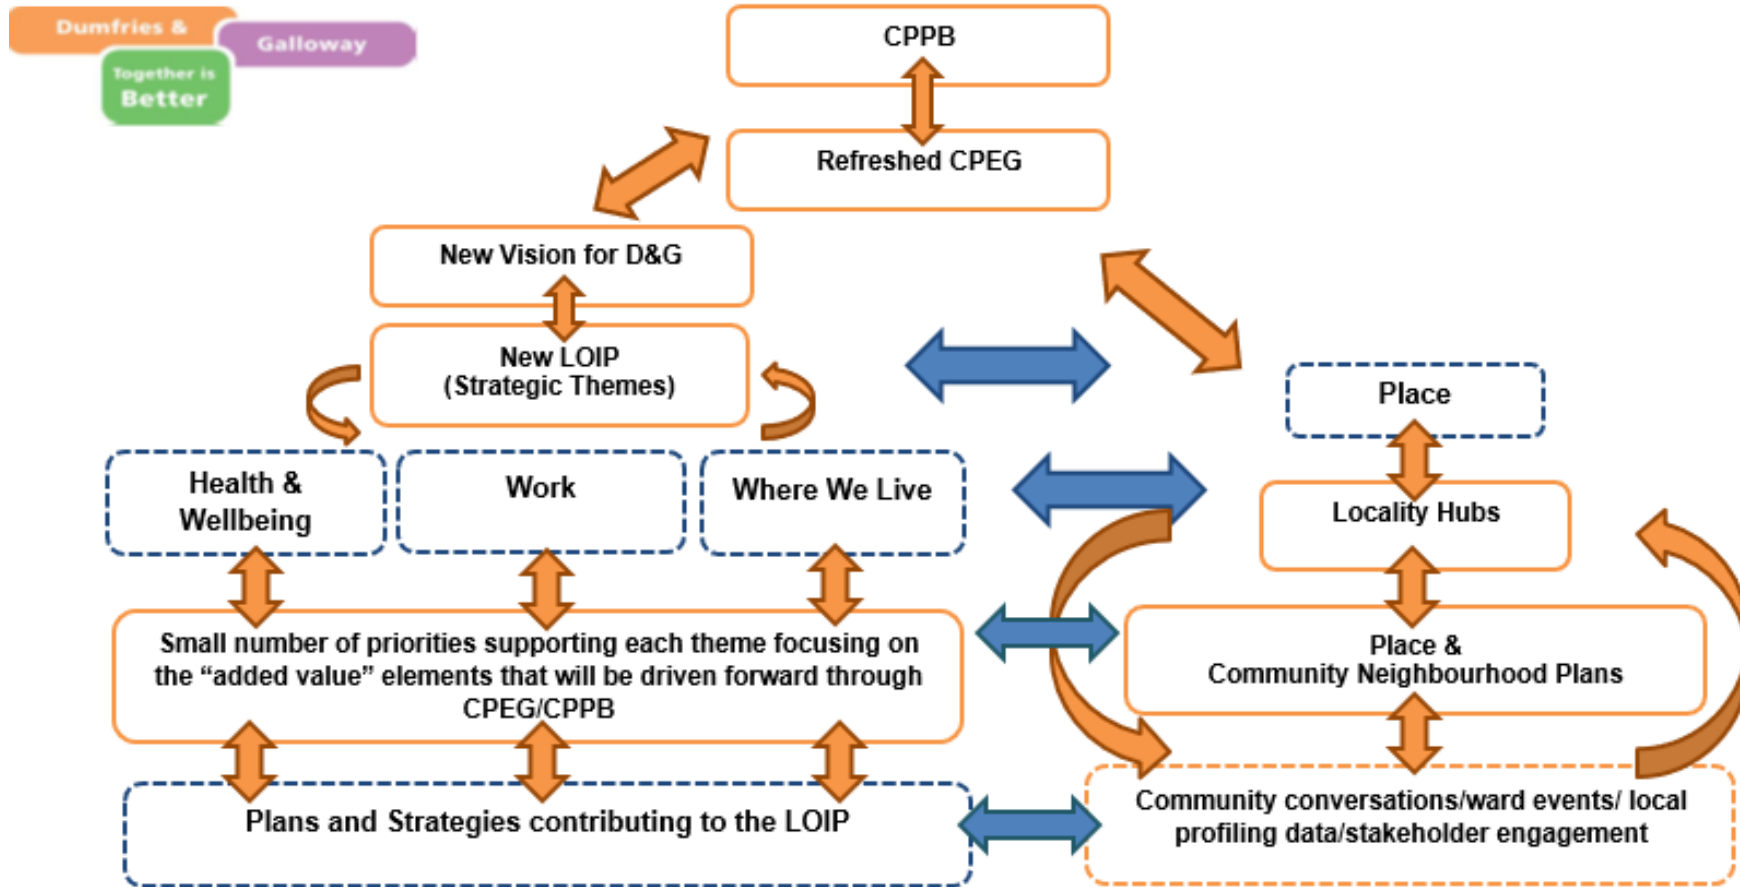 Dumfries &
Galloway
Together is
Better
CPPB
Refreshed CPEG
New Vision for D&G
New LOIP
(Strategic Themes)
Health &
Wellbeing
Work
Where We Live
Small number of priorities supporting each theme focusing on
the “added value” elements that will be driven forward through
CPEG/CPPB
Plans and Strategies contributing to the LOIP
Place
Locality Hubs
Place &
Community Neighbourhood Plans
Community conversations/ward events/ local
profiling data/stakeholder engagement